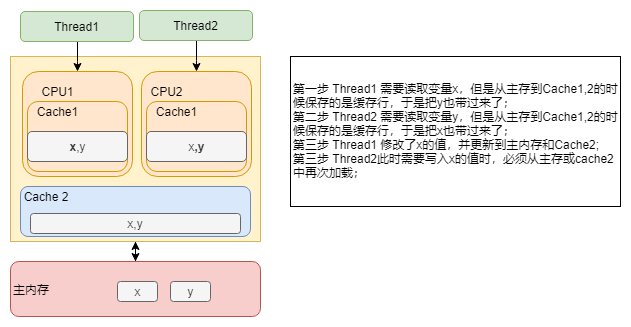 Thread1
Thread2
CPU1
CPU2
Cache1
Cache1
x,y
x,y
Cache 2
x,y
主内存
x
y
第一步 Thread1 需要读取变量x，但是从主存到Cache1,2的时
候保存的是缓存行，于是把y也带过来了；
第二步 Thread2 需要读取变量y，但是从主存到Cache1,2的时
候保存的是缓存行，于是把x也带过来了；
第三步 Thread1 修改了x的值，并更新到主内存和Cache2;
第三步 Thread2此时需要写入x的值时，必须从主存或cache2
中再次加载；